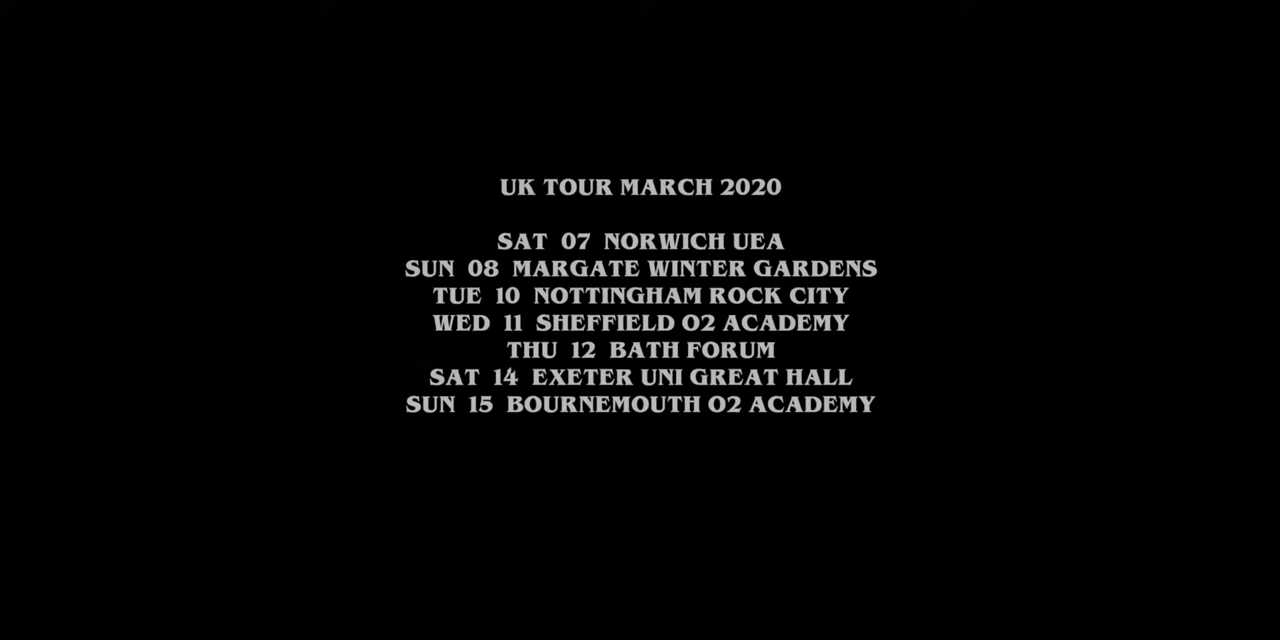 UK TOUR MARCH 2020
SAT 07 NORWICH UEA
SUN 08 MARGATE WINTER GARDENS
TUE 10 NOTTINGHAM ROCK CITY
WED 11 SHEFFIELD O2 ACADEMY
THU 12 BATH FORUM
SAT 14 EXETER UNI GREAT HALL
SUN 15 BOURNEMOUTH O2 ACADEMY